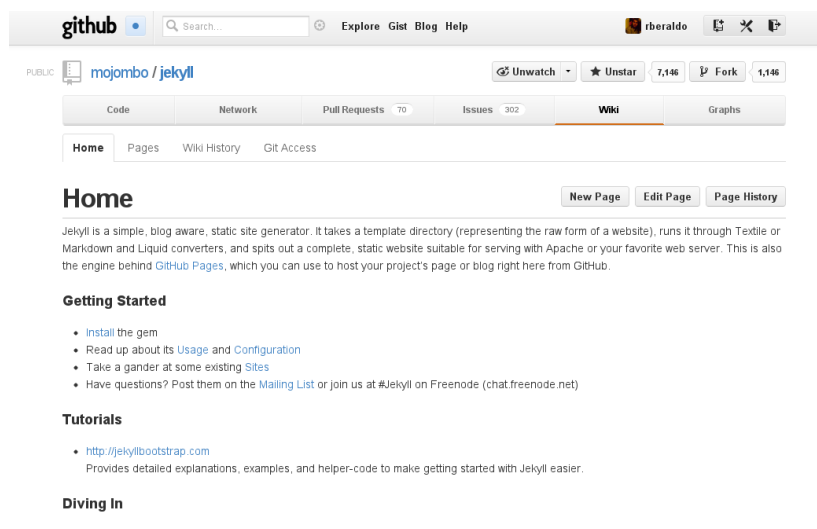 github Search... Explore Gist Blog Help rberaldo
PUBLIC mojombo / jekyll Unwatch Unstar 7,146 Fork 1,146
Code Network Pull Requests 70 Issues 302 Wiki Graphs
Home Pages Wiki History Git Access
Home New Page Edit Page Page History
Jekyll is a simple, blog aware, static site generator. It takes a template directory (representing the raw form of a website), runs it through Textile or
Markdown and Liquid converters, and spits out a complete, static website suitable for serving with Apache or your favorite web server. This is also
the engine behind GitHub Pages, which you can use to host your project's page or blog right here from GitHub.
Getting Started
• Install the gem
• Read up about its Usage and Configuration
• Take a gander at some existing Sites
• Have questions? Post them on the Mailing List or join us at #Jekyll on Freenode (chat.freenode.net)
Tutorials
• http://jekyllbootstrap.com
Provides detailed explanations, examples, and helper-code to make getting started with Jekyll easier.
Diving In